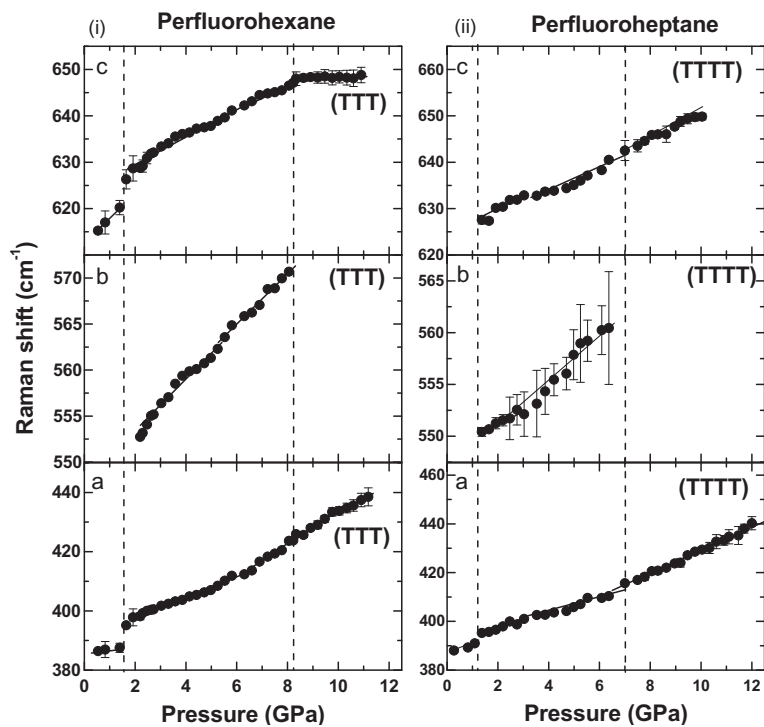 Perfluorohexane
Perfluoroheptane
(i)
(ii)
Raman shift (cm⁻¹)
c
(TTT)
650
640
630
620
b
(TTT)
570
565
560
555
550
a
(TTT)
440
420
400
380
0 2 4 6 8 10 12
Pressure (GPa)
c
(TTTT)
660
650
640
630
620
b
(TTTT)
565
560
555
550
a
(TTTT)
460
440
420
400
380
0 2 4 6 8 10 12
Pressure (GPa)